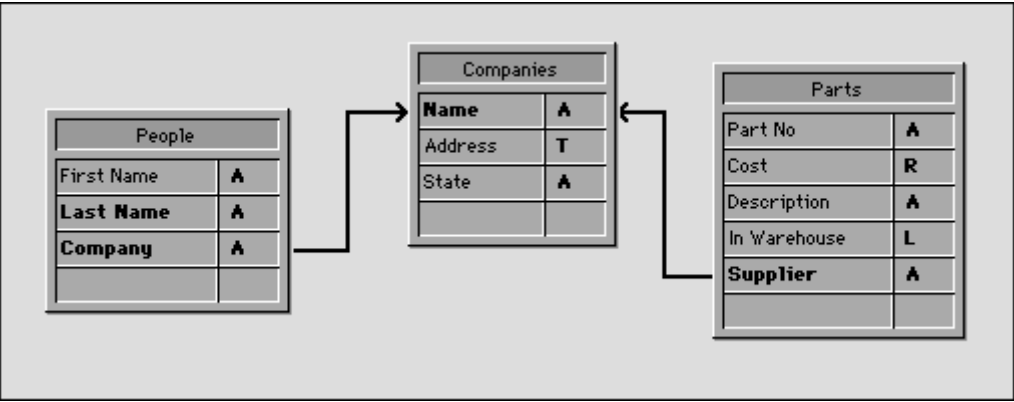 People
First Name A
Last Name A
Company A
Companies
Name A
Address T
State A
Parts
Part No A
Cost R
Description A
In Warehouse L
Supplier A